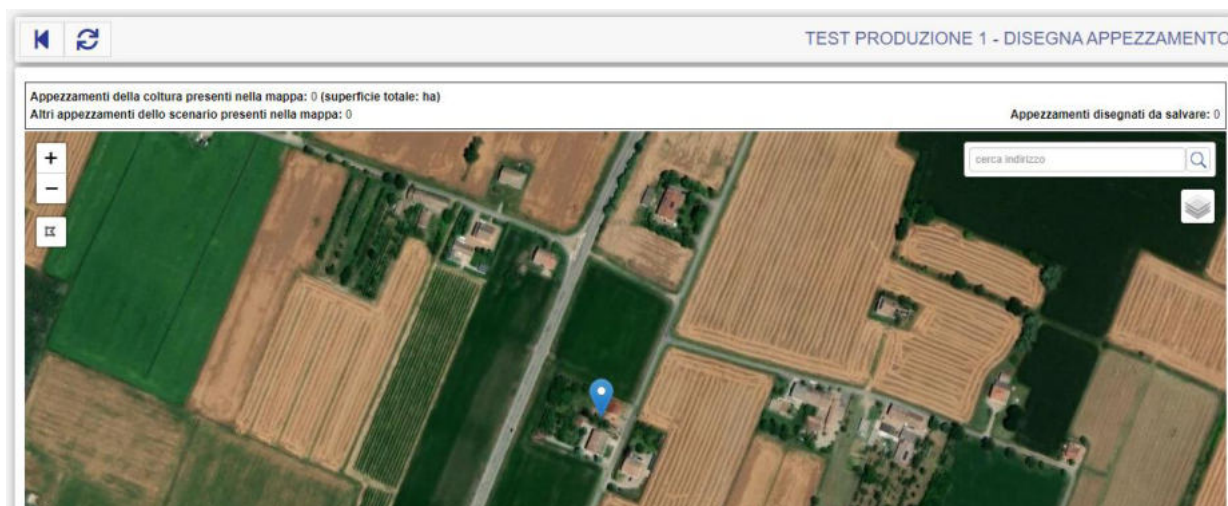 TEST PRODUZIONE 1 - DISEGNA APPEZZAMENTO
Appezzamenti della coltura presenti nella mappa: 0 (superficie totale: ha)
Altri appezzamenti dello scenario presenti nella mappa: 0
Appezzamenti disegnati da salvare: 0
+
cerca indirizzo
−